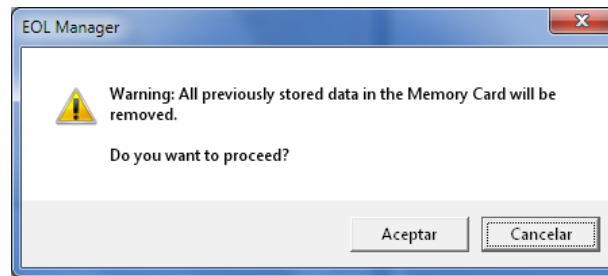 EOL Manager
Warning: All previously stored data in the Memory Card will be
removed.
Do you want to proceed?
Aceptar
Cancelar